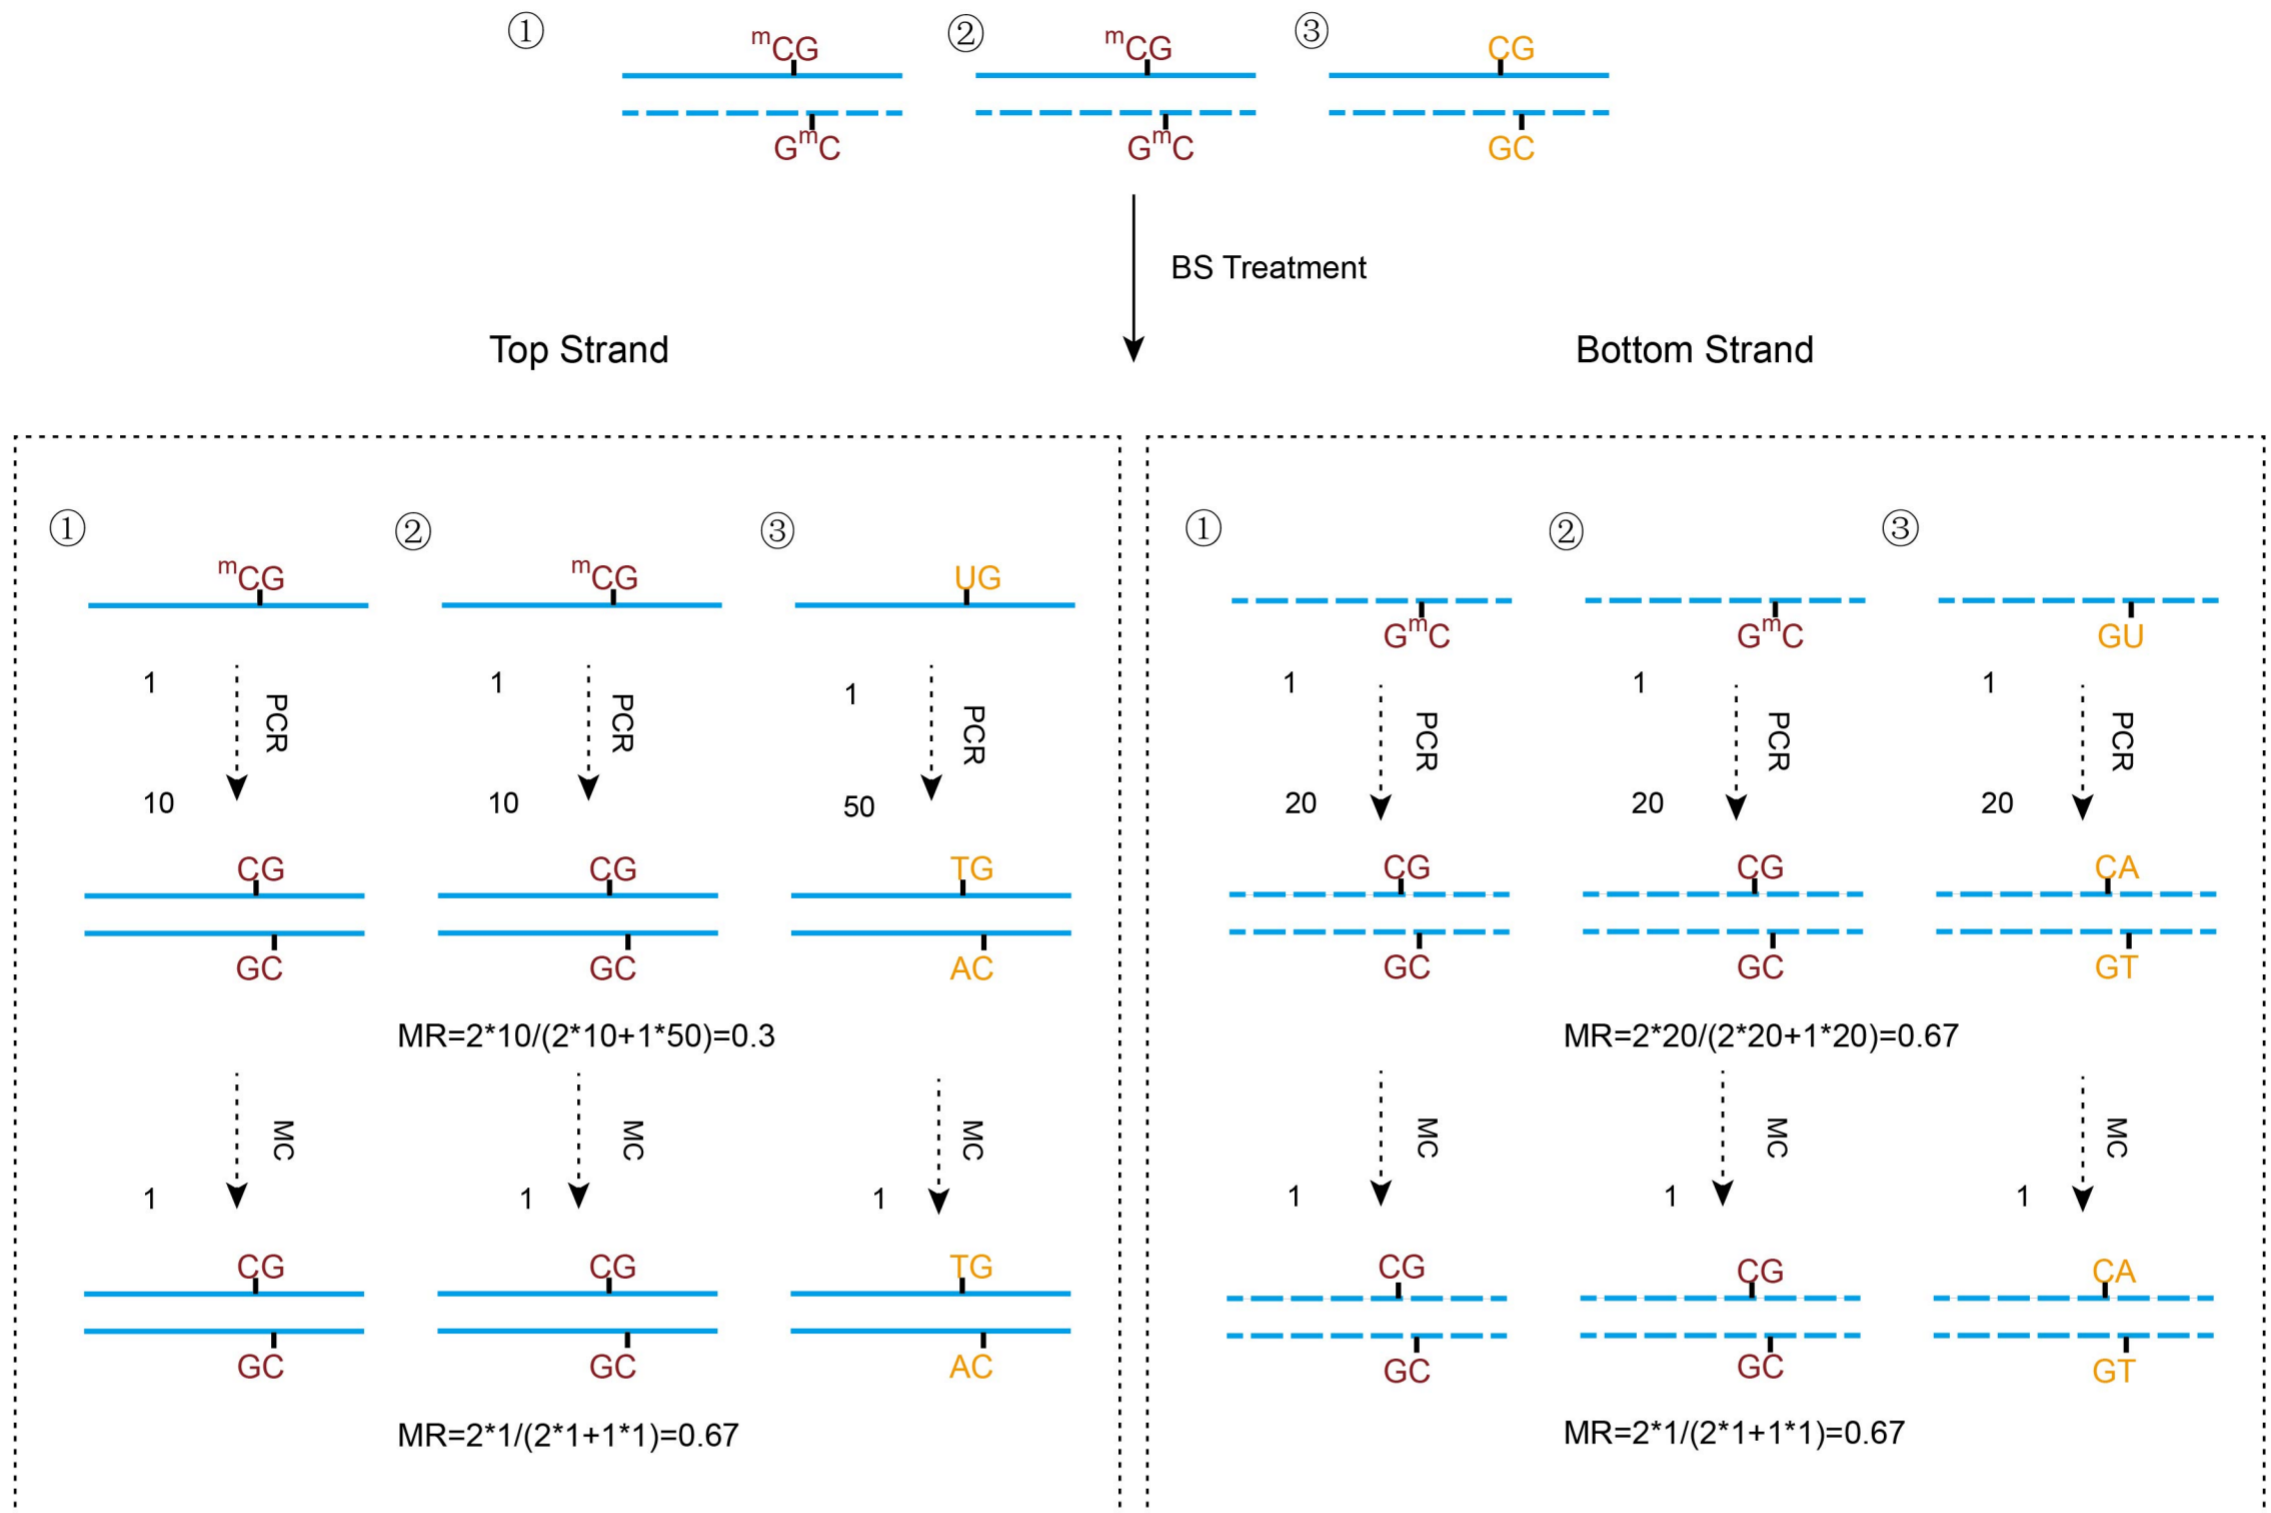 ① ② ③
mCG mCG CG
GmC GmC GC
BS Treatment
Top Strand
Bottom Strand
① ② ③
mCG mCG UG
1 PCR 1 PCR 1 PCR
10 10 50
CG CG TG
GC GC AC
MR=2*10/(2*10+1*50)=0.3
MC MC MC
1 1 1
CG CG TG
GC GC AC
MR=2*1/(2*1+1*1)=0.67
① ② ③
GmC GmC GU
1 PCR 1 PCR 1 PCR
20 20 20
CG CG CA
GC GC GT
MR=2*20/(2*20+1*20)=0.67
MC MC MC
1 1 1
CG CG CA
GC GC GT
MR=2*1/(2*1+1*1)=0.67